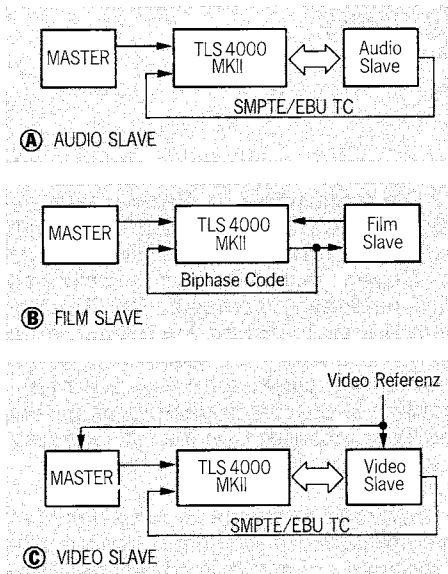 MASTER
TLS 4000
MKII
Audio
Slave
SMPTE/EBU TC
Ⓐ AUDIO SLAVE
MASTER
TLS 4000
MKII
Film
Slave
Biphase Code
Ⓑ FILM SLAVE
Video Referenz
MASTER
TLS 4000
MKII
Video
Slave
SMPTE/EBU TC
Ⓒ VIDEO SLAVE